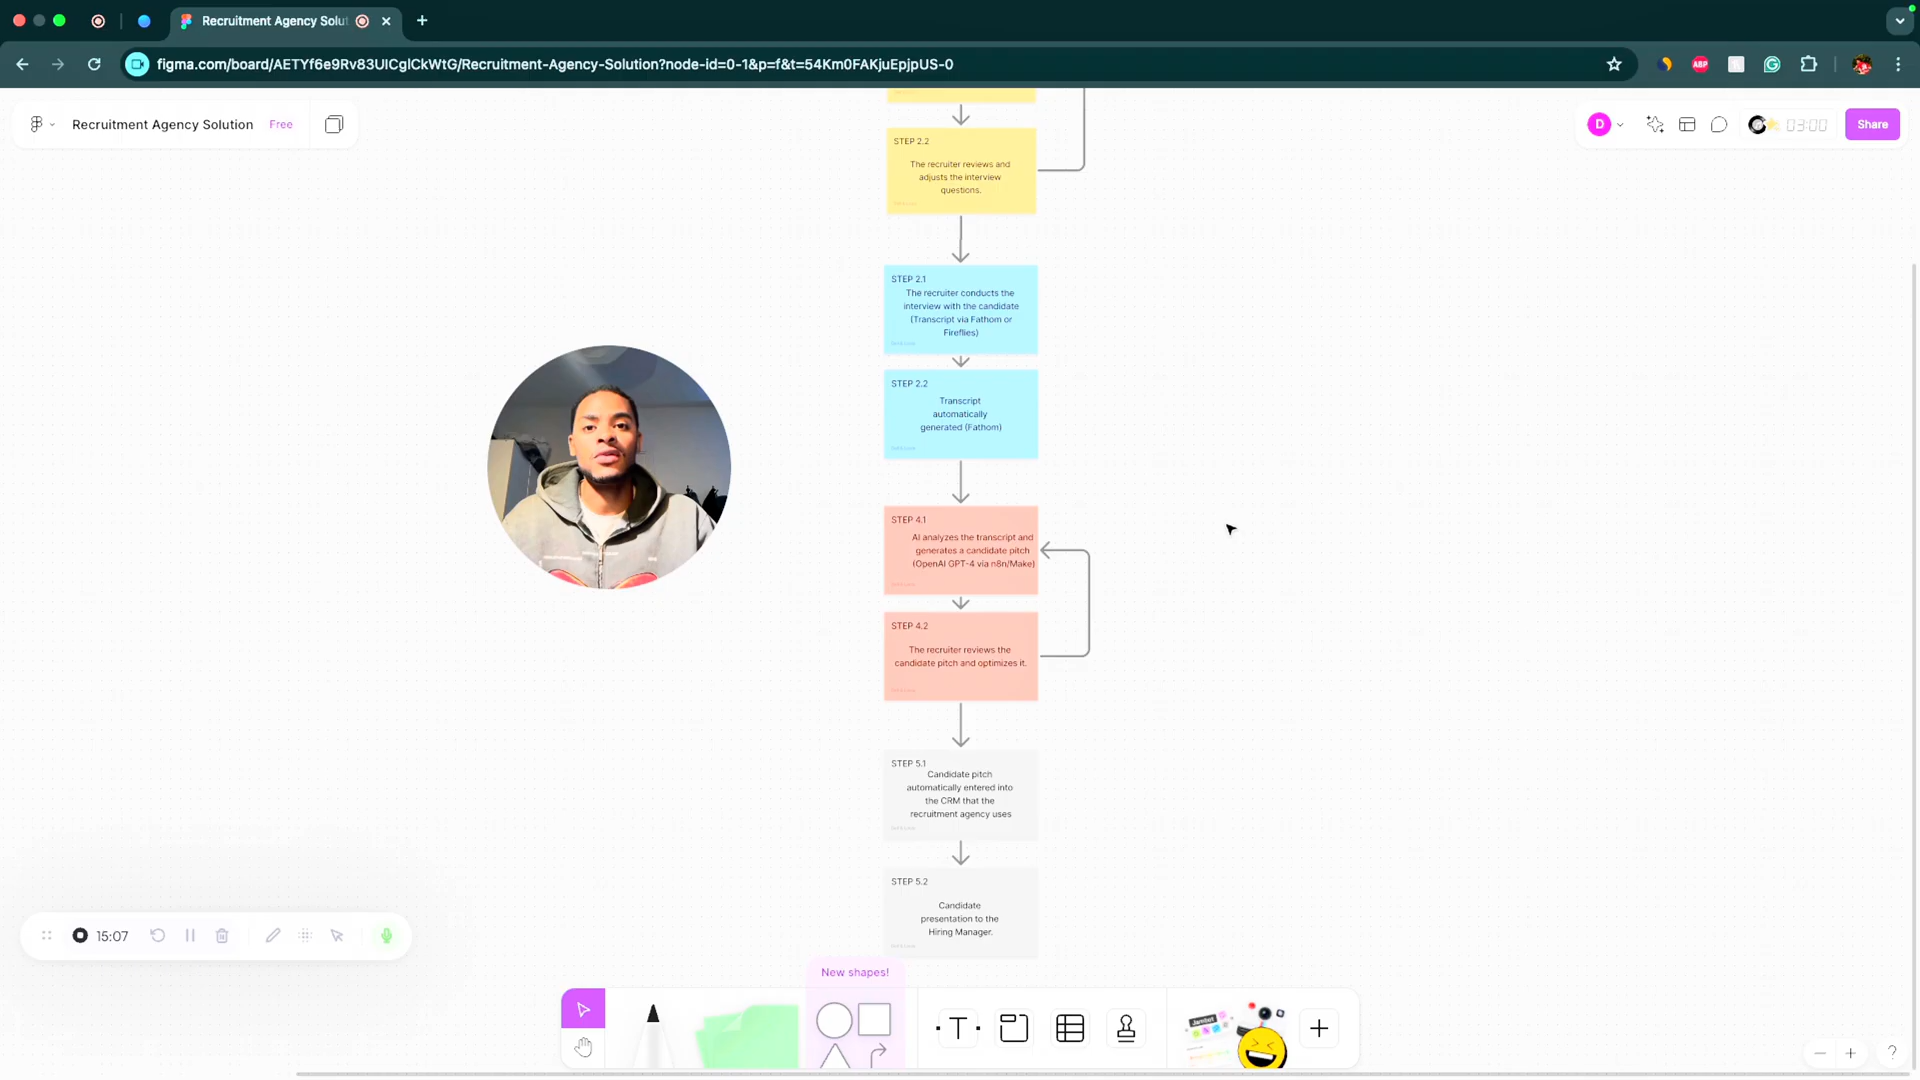 Recruitment Agency Solut
figma.com/board/AETYf6e9Rv83UICglCkWtG/Recruitment-Agency-Solution?node-id=0-1&p=f&t=54Km0FAKjuEpjpUS-0
ABP
Recruitment Agency Solution Free
D
03:00
Share
STEP 2.2
The recruiter reviews and
adjusts the interview
questions.
STEP 2.1
The recruiter conducts the
interview with the candidate
(Transcript via Fathom or
Fireflies)
STEP 2.2
Transcript
automatically
generated (Fathom)
STEP 4.1
AI analyzes the transcript and
generates a candidate pitch
(OpenAI GPT-4 via n8n/Make)
STEP 4.2
The recruiter reviews the
candidate pitch and optimizes it.
STEP 5.1
Candidate pitch
automatically entered into
the CRM that the
recruitment agency uses
STEP 5.2
Candidate
presentation to the
Hiring Manager.
15:07
New shapes!
T
Jambot
?